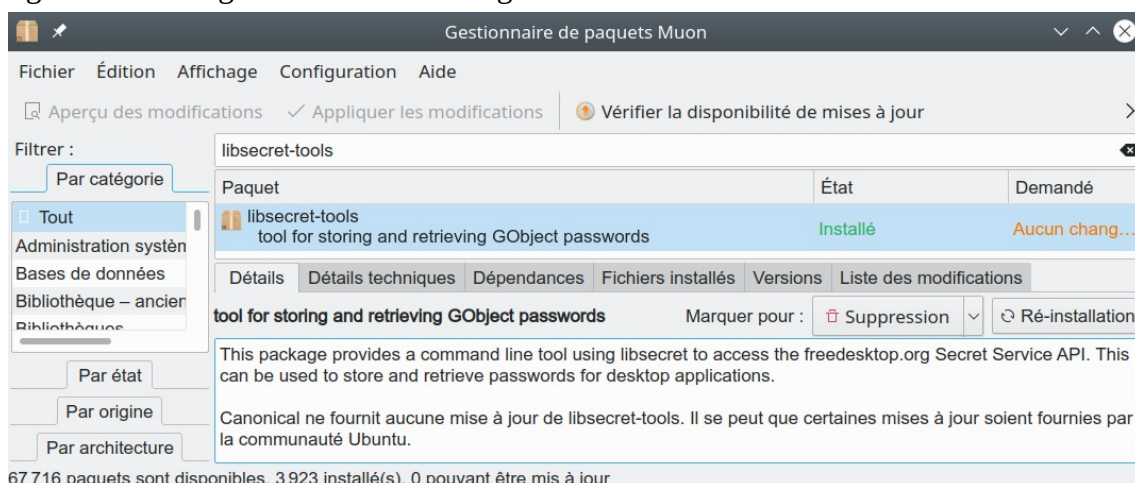 Gestionnaire de paquets Muon
Fichier Édition Affichage Configuration Aide
Aperçu des modifications Appliquer les modifications Vérifier la disponibilité de mises à jour
Filtrer : libsecret-tools
Par catégorie
Paquet État Demandé
Tout
libsecret-tools
tool for storing and retrieving GObject passwords
Installé Aucun chang...
Administration systèm
Bases de données
Bibliothèque – ancien
Bibliothèques
Détails Détails techniques Dépendances Fichiers installés Versions Liste des modifications
tool for storing and retrieving GObject passwords Marquer pour : Suppression Ré-installation
This package provides a command line tool using libsecret to access the freedesktop.org Secret Service API. This
can be used to store and retrieve passwords for desktop applications.
Canonical ne fournit aucune mise à jour de libsecret-tools. Il se peut que certaines mises à jour soient fournies par
la communauté Ubuntu.
Par état
Par origine
Par architecture
67 716 paquets sont disponibles, 3 923 installé(s), 0 pouvant être mis à jour